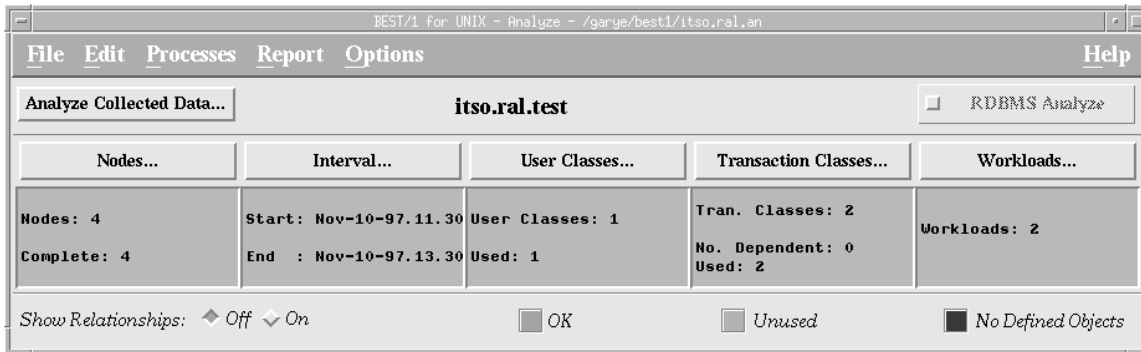 BEST/1 for UNIX - Analyze - /garye/best1/itso.ral.an
File Edit Processes Report Options Help
Analyze Collected Data... itso.ral.test RDBMS Analyze
Nodes... Interval... User Classes... Transaction Classes... Workloads...
Nodes: 4
Complete: 4
Start: Nov-10-97.11.30
End : Nov-10-97.13.30
User Classes: 1
Used: 1
Tran. Classes: 2
No. Dependent: 0
Used: 2
Workloads: 2
Show Relationships: Off On OK Unused No Defined Objects